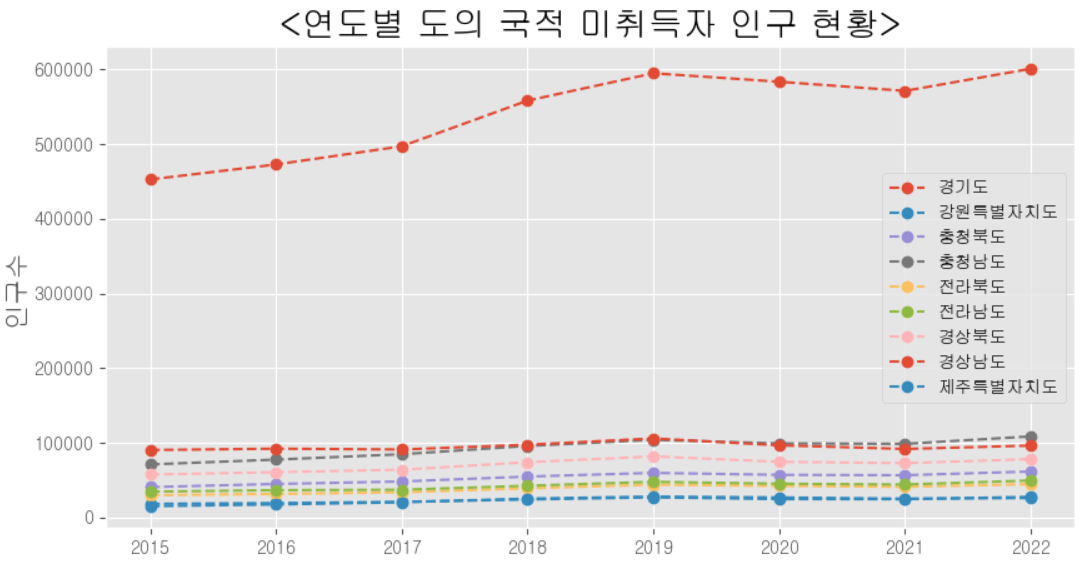 <연도별 도의 국적 미취득자 인구 현황>
600000
500000
400000
300000
200000
100000
0
인구수
경기도
강원특별자치도
충청북도
충청남도
전라북도
전라남도
경상북도
경상남도
제주특별자치도
2015 2016 2017 2018 2019 2020 2021 2022